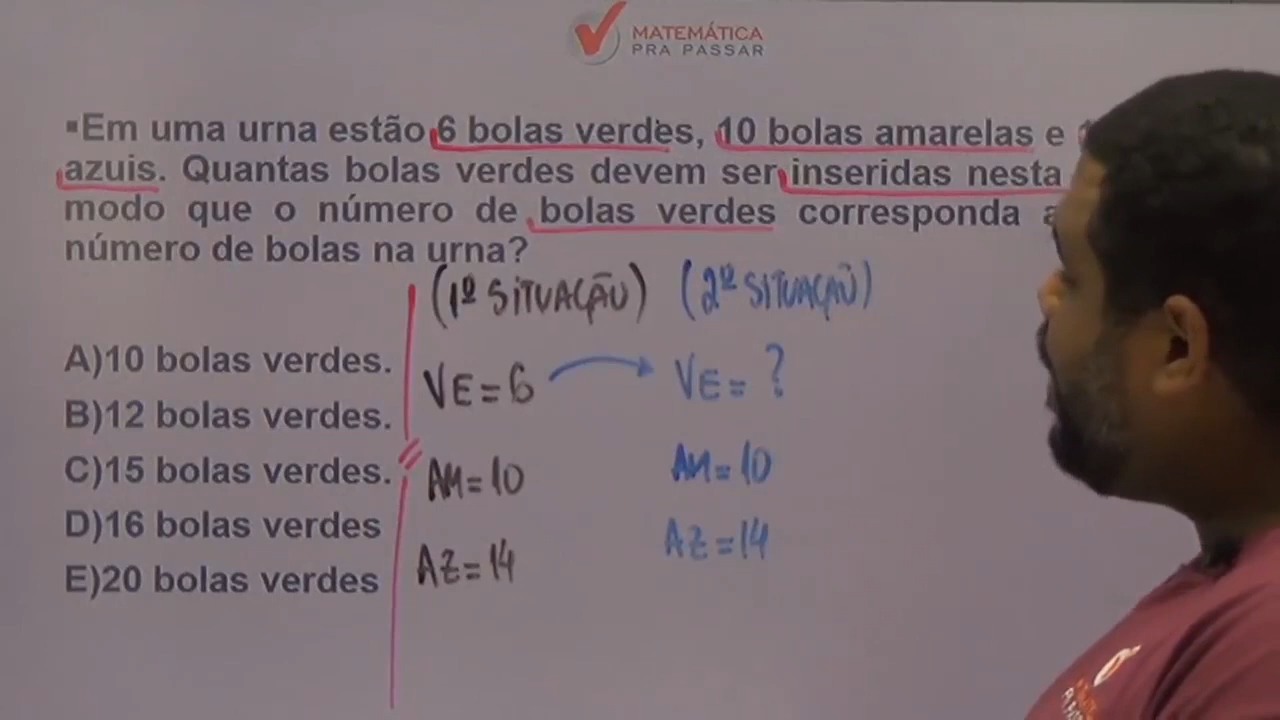 MATEMÁTICA
PRA PASSAR
▪Em uma urna estão 6 bolas verdes, 10 bolas amarelas e
azuis. Quantas bolas verdes devem ser inseridas nesta
modo que o número de bolas verdes corresponda
número de bolas na urna?
(1º SITUAÇÃO) (2º SITUAÇÃO)
A)10 bolas verdes.
B)12 bolas verdes.
C)15 bolas verdes.
D)16 bolas verdes
E)20 bolas verdes
VE=6 VE=?
AM=10 AM=10
AZ=14 AZ=14